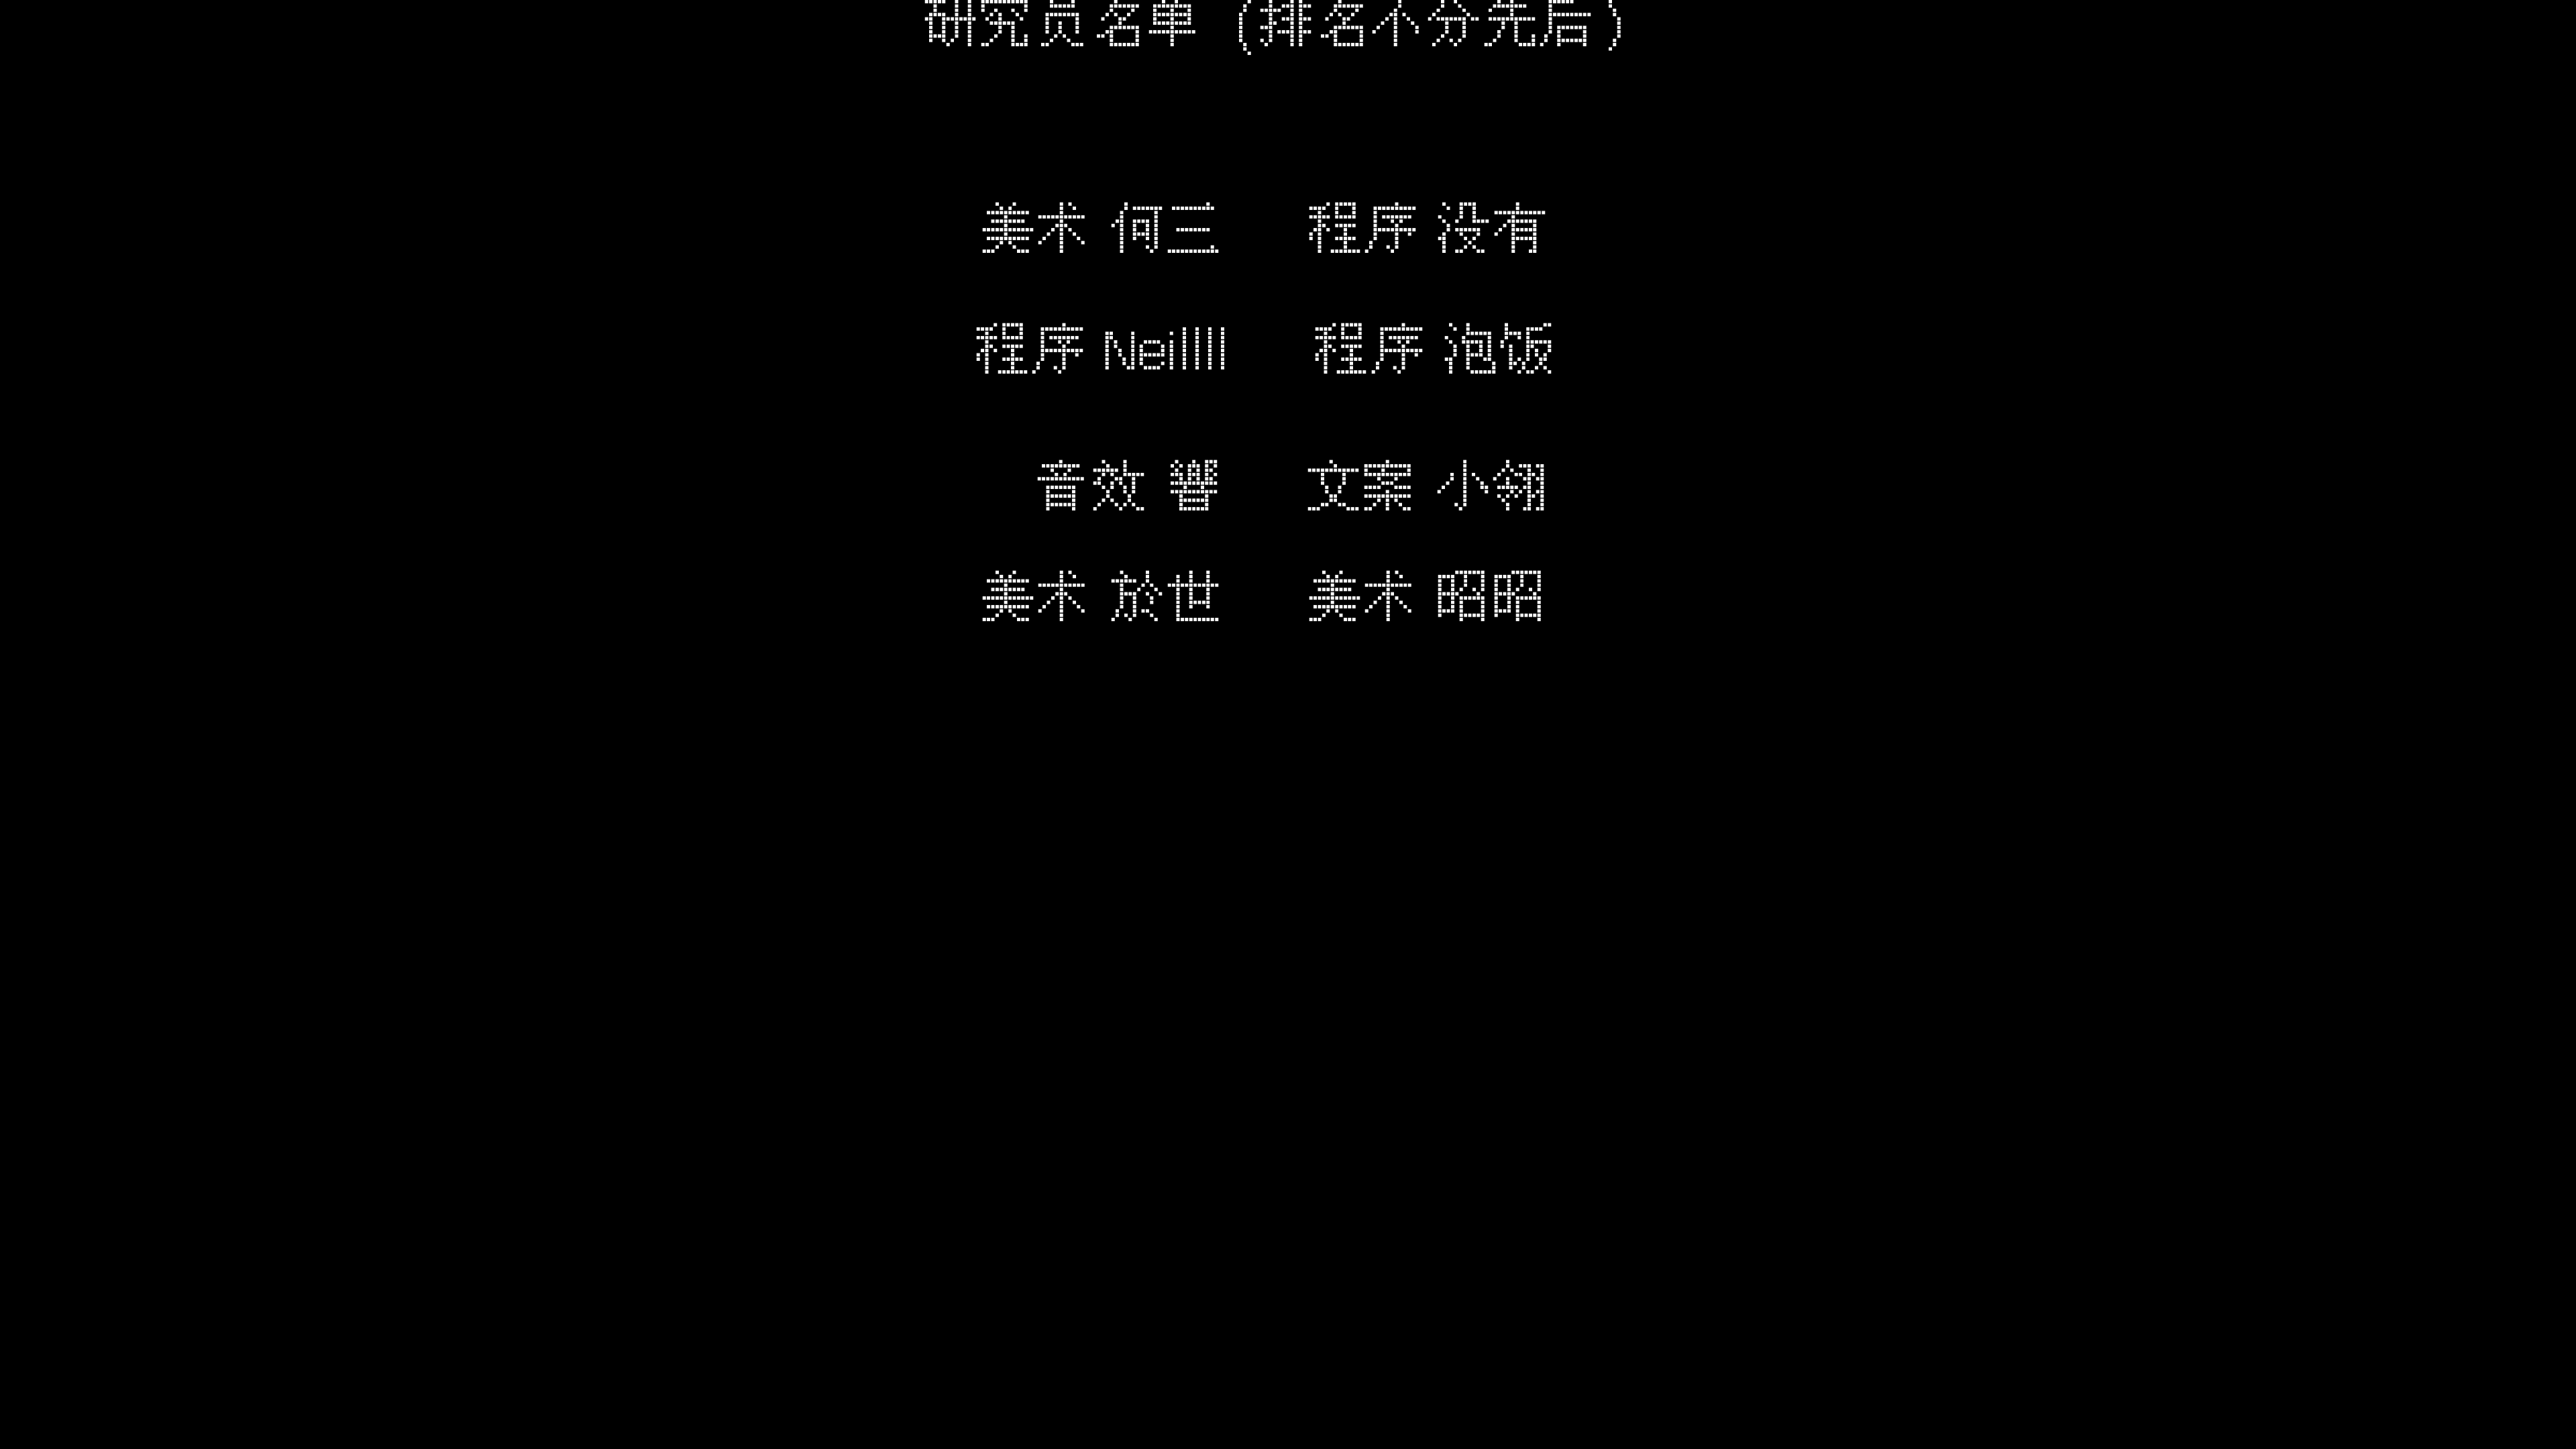 研究员名单 (排名不分先后)
美术 何三 程序 没有
程序 Neillll 程序 泡饭
音效 響 文案 小翎
美术 於世 美术 昭昭